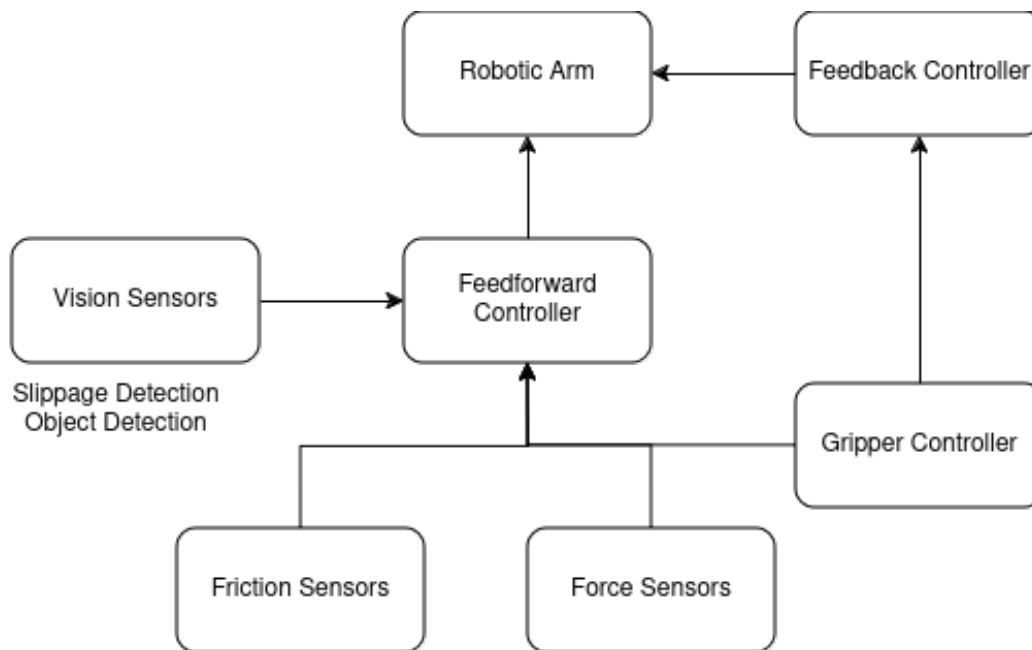 Robotic Arm
Feedback Controller
Vision Sensors
Feedforward
Controller
Slippage Detection
Object Detection
Gripper Controller
Friction Sensors
Force Sensors